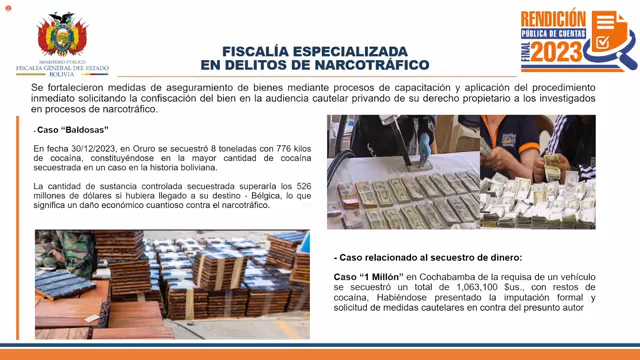 MINISTERIO PÚBLICO
FISCALÍA GENERAL DEL ESTADO
BOLIVIA
RENDICIÓN
PÚBLICA DE CUENTAS
FINAL 2023
FISCALÍA ESPECIALIZADA
EN DELITOS DE NARCOTRÁFICO
Se fortalecieron medidas de aseguramiento de bienes mediante procesos de capacitación y aplicación del procedimiento
inmediato solicitando la confiscación del bien en la audiencia cautelar privando de su derecho propietario a los investigados
en procesos de narcotráfico.
- Caso “Baldosas”
En fecha 30/12/2023, en Oruro se secuestró 8 toneladas con 776 kilos
de cocaína, constituyéndose en la mayor cantidad de cocaína
secuestrada en un caso en la historia boliviana.
La cantidad de sustancia controlada secuestrada superaría los 526
millones de dólares si hubiera llegado a su destino - Bélgica, lo que
significa un daño económico cuantioso contra el narcotráfico.
- Caso relacionado al secuestro de dinero:
Caso “1 Millón” en Cochabamba de la requisa de un vehículo
se secuestró un total de 1,063,100 $us., con restos de
cocaína, Habiéndose presentado la imputación formal y
solicitud de medidas cautelares en contra del presunto autor